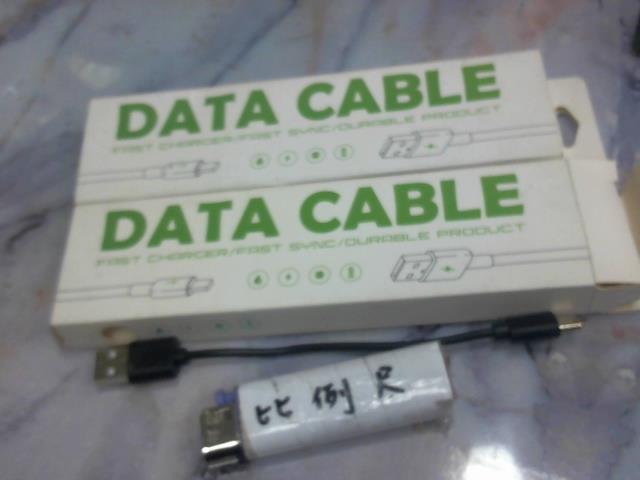 DATA CABLE
FAST CHARGER/FAST SYNC/DURABLE PRODUCT
DATA CABLE
FAST CHARGER/FAST SYNC/DURABLE PRODUCT
比例尺